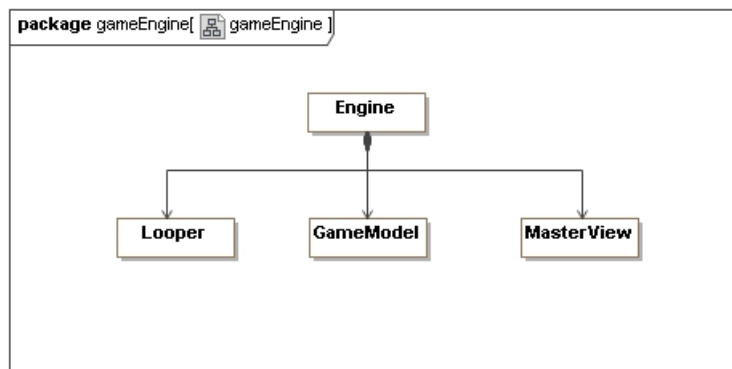 package gameEngine[ gameEngine ]
Engine
Looper
GameModel
MasterView